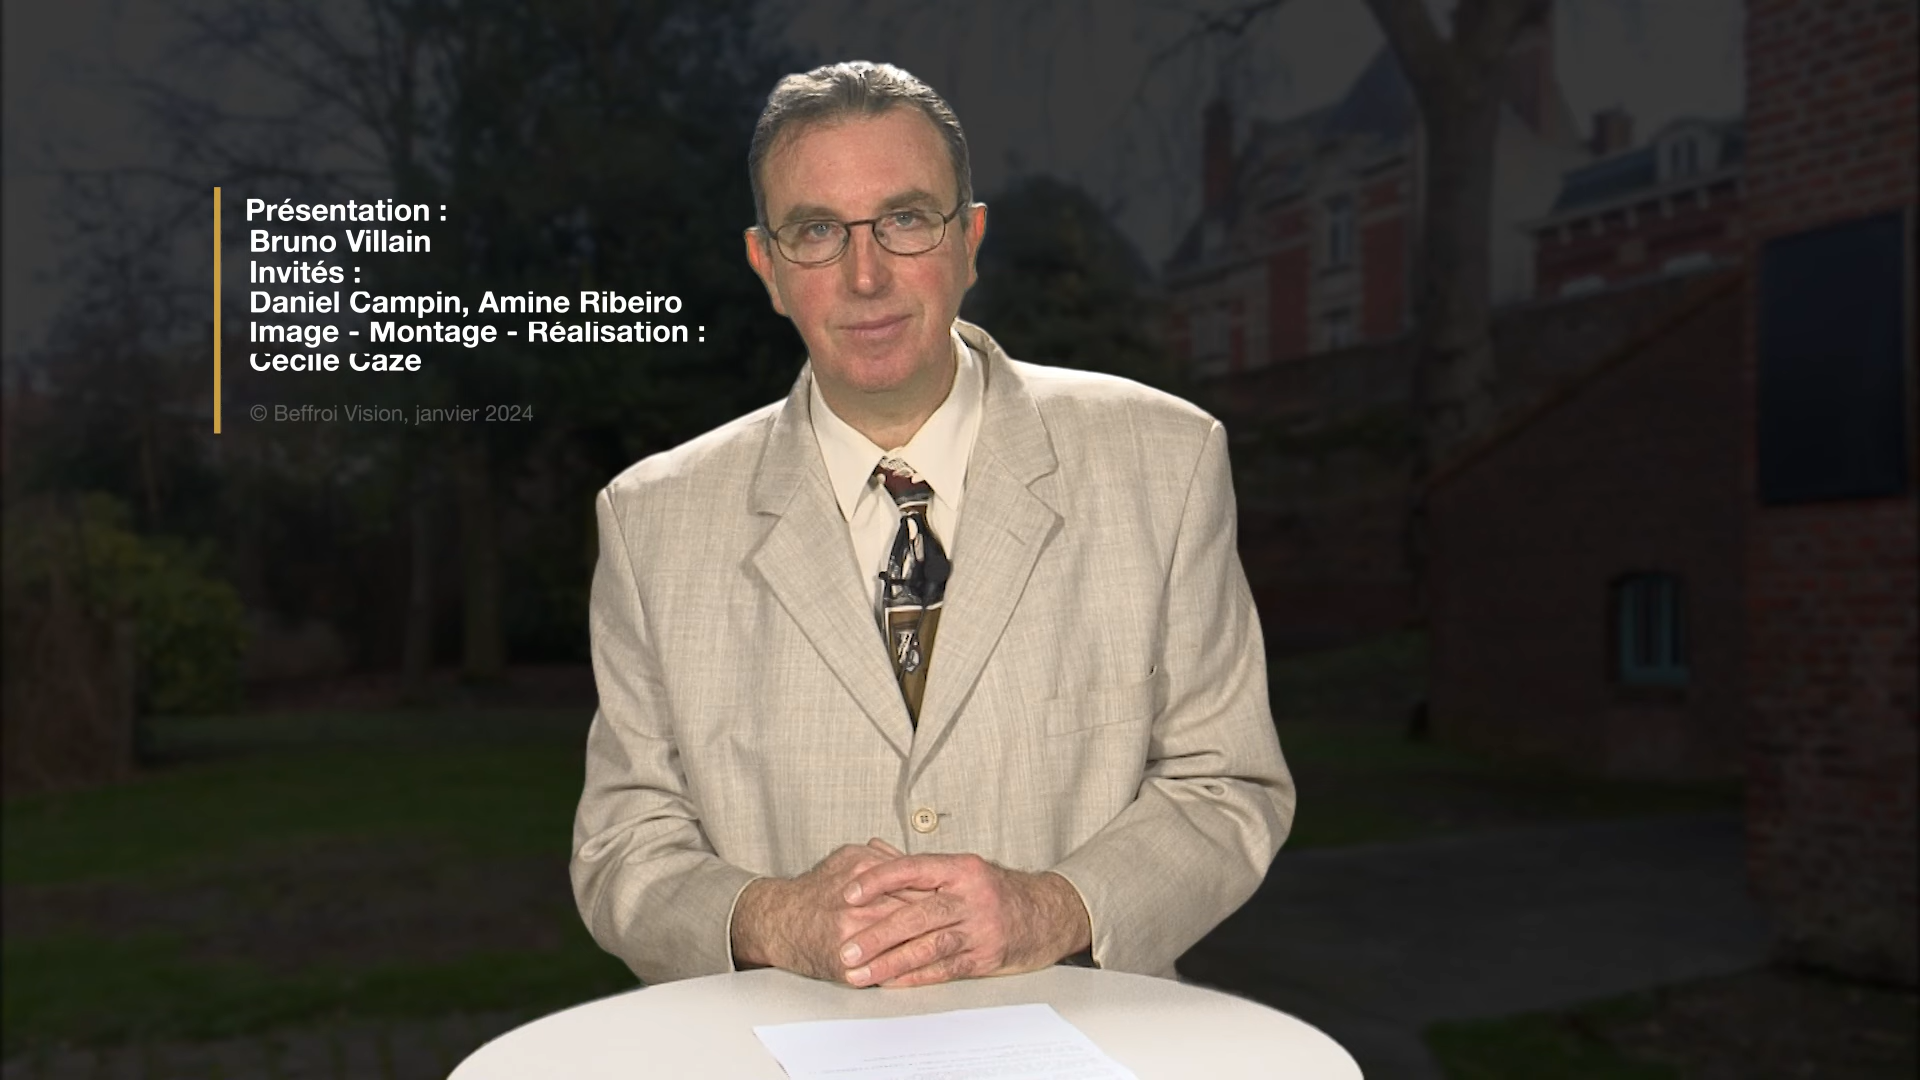 Présentation :
Bruno Villain
Invités :
Daniel Campin, Amine Ribeiro
Image - Montage - Réalisation :
Cécile Caze
© Beffroi Vision, janvier 2024